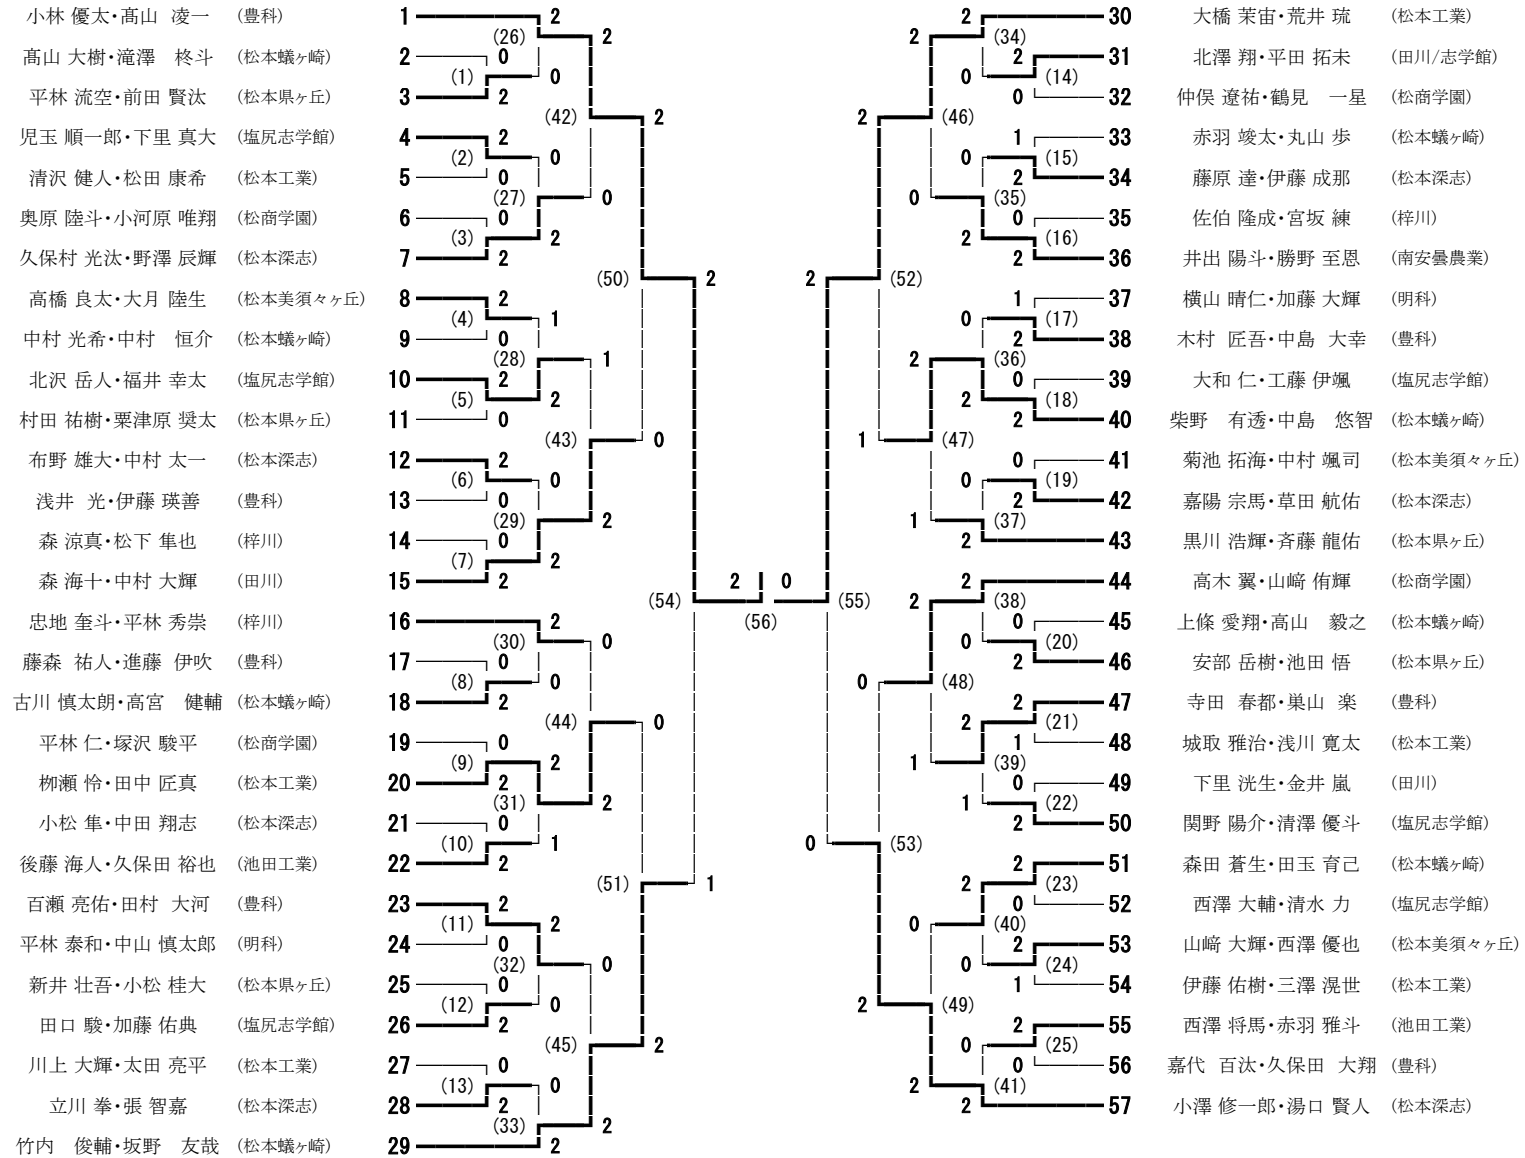 小林 優太・髙山 凌一 (豊科) 1
髙山 大樹・滝澤 柊斗 (松本蟻ヶ崎) 2
平林 流空・前田 賢汰 (松本県ヶ丘) 3
児玉 順一郎・下里 真大 (塩尻志学館) 4
清沢 健人・松田 康希 (松本工業) 5
奥原 陸斗・小河原 唯翔 (松商学園) 6
久保村 光汰・野澤 辰輝 (松本深志) 7
高橋 良太・大月 陸生 (松本美須々ヶ丘) 8
中村 光希・中村 恒介 (松本蟻ヶ崎) 9
北沢 岳人・福井 幸太 (塩尻志学館) 10
村田 祐樹・栗津原 奨太 (松本県ヶ丘) 11
布野 雄大・中村 太一 (松本深志) 12
浅井 光・伊藤 瑛善 (豊科) 13
森 涼真・松下 隼也 (梓川) 14
森 海十・中村 大輝 (田川) 15
忠地 奎斗・平林 秀崇 (梓川) 16
藤森 祐人・進藤 伊吹 (豊科) 17
古川 慎太朗・高宮 健輔 (松本蟻ヶ崎) 18
平林 仁・塚沢 駿平 (松商学園) 19
栁瀬 怜・田中 匠真 (松本工業) 20
小松 隼・中田 翔志 (松本深志) 21
後藤 海人・久保田 裕也 (池田工業) 22
百瀬 亮佑・田村 大河 (豊科) 23
平林 泰和・中山 慎太郎 (明科) 24
新井 壮吾・小松 桂大 (松本県ヶ丘) 25
田口 駿・加藤 佑典 (塩尻志学館) 26
川上 大輝・太田 亮平 (松本工業) 27
立川 拳・張 智嘉 (松本深志) 28
竹内 俊輔・坂野 友哉 (松本蟻ヶ崎) 29
0
(1)
2
2
(2)
0
0
(3)
2
2
(4)
0
2
(5)
0
2
(6)
0
0
(7)
2
0
(8)
2
0
(9)
2
0
(10)
2
2
(11)
0
0
(12)
2
0
(13)
2
2
(26)
0
0
(27)
2
1
(28)
2
0
(29)
2
2
(30)
0
2
(31)
1
2
(32)
0
0
(33)
2
2
(42)
0
1
(43)
2
0
(44)
2
0
(45)
2
2
(50)
0
0
(51)
2
2
(54)
1
2 0
(56)
2
(55)
0
2
(52)
1
0
(53)
2
2
(46)
0
2
(47)
1
2
(48)
1
0
(49)
2
2
(34)
0
0
(35)
2
0
(36)
2
0
(37)
2
2
(38)
0
2
(39)
1
2
(40)
0
0
(41)
2
2
(14)
0
1
(15)
2
0
(16)
2
1
(17)
2
0
(18)
2
0
(19)
2
0
(20)
2
2
(21)
1
0
(22)
2
2
(23)
0
2
(24)
1
2
(25)
0
30 大橋 茉宙・荒井 琉 (松本工業)
31 北澤 翔・平田 拓未 (田川/志学館)
32 仲俣 遼祐・鶴見 一星 (松商学園)
33 赤羽 竣太・丸山 歩 (松本蟻ヶ崎)
34 藤原 達・伊藤 成那 (松本深志)
35 佐伯 隆成・宮坂 練 (梓川)
36 井出 陽斗・勝野 至恩 (南安曇農業)
37 横山 晴仁・加藤 大輝 (明科)
38 木村 匠吾・中島 大幸 (豊科)
39 大和 仁・工藤 伊颯 (塩尻志学館)
40 柴野 有透・中島 悠智 (松本蟻ヶ崎)
41 菊池 拓海・中村 颯司 (松本美須々ヶ丘)
42 嘉陽 宗馬・草田 航佑 (松本深志)
43 黒川 浩輝・斉藤 龍佑 (松本県ヶ丘)
44 高木 翼・山﨑 侑輝 (松商学園)
45 上條 愛翔・高山 毅之 (松本蟻ヶ崎)
46 安部 岳樹・池田 悟 (松本県ヶ丘)
47 寺田 春都・巣山 楽 (豊科)
48 城取 雅治・浅川 寛太 (松本工業)
49 下里 洸生・金井 嵐 (田川)
50 関野 陽介・清澤 優斗 (塩尻志学館)
51 森田 蒼生・田玉 育己 (松本蟻ヶ崎)
52 西澤 大輔・清水 力 (塩尻志学館)
53 山﨑 大輝・西澤 優也 (松本美須々ヶ丘)
54 伊藤 佑樹・三澤 滉世 (松本工業)
55 西澤 将馬・赤羽 雅斗 (池田工業)
56 嘉代 百汰・久保田 大翔 (豊科)
57 小澤 修一郎・湯口 賢人 (松本深志)